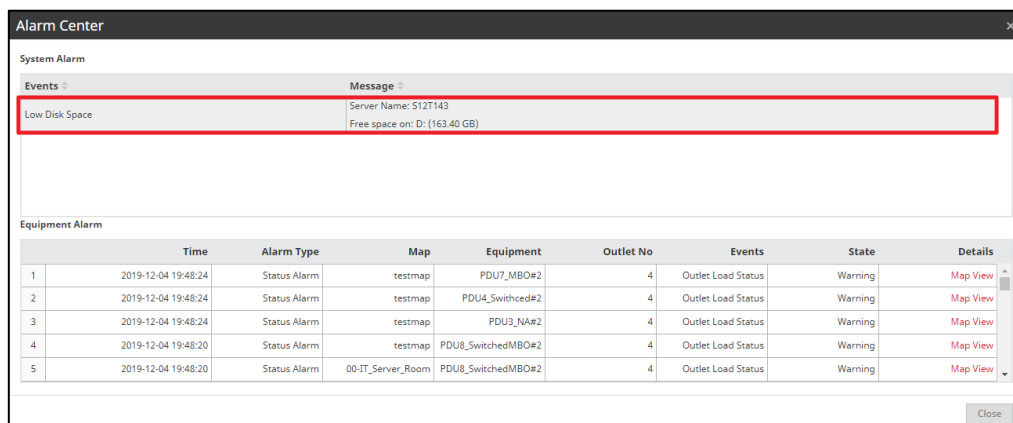 Alarm Center ×
System Alarm
Events Message
Low Disk Space
Server Name: S12T143
Free space on: D: (163.40 GB)
Equipment Alarm
Time Alarm Type Map Equipment Outlet No Events State Details
1 2019-12-04 19:48:24 Status Alarm testmap PDU7_MBO#2 4 Outlet Load Status Warning Map View
2 2019-12-04 19:48:24 Status Alarm testmap PDU4_Swithced#2 4 Outlet Load Status Warning Map View
3 2019-12-04 19:48:24 Status Alarm testmap PDU3_NA#2 4 Outlet Load Status Warning Map View
4 2019-12-04 19:48:20 Status Alarm testmap PDU8_SwitchedMBO#2 4 Outlet Load Status Warning Map View
5 2019-12-04 19:48:20 Status Alarm 00-IT_Server_Room PDU8_SwitchedMBO#2 4 Outlet Load Status Warning Map View
Close